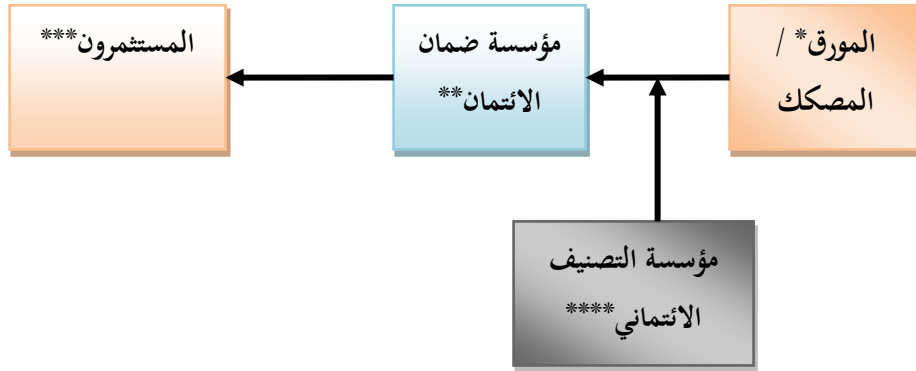 المورق* /
المصكك
مؤسسة ضمان
الائتمان**
المستثمرون***
مؤسسة التصنيف
الائتماني****